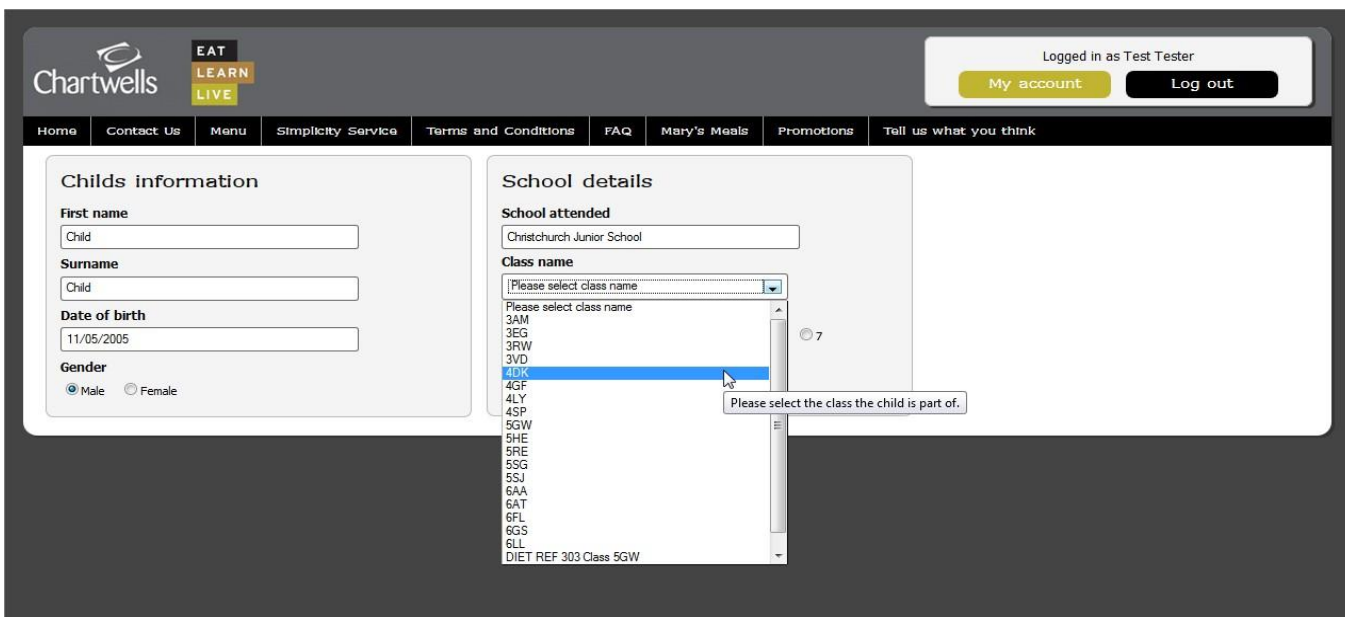 Chartwells
EAT
LEARN
LIVE
Logged in as Test Tester
My account
Log out
Home
Contact Us
Menu
Simplicity Service
Terms and Conditions
FAQ
Mary's Meals
Promotions
Tell us what you think
Childs information
First name
Child
Surname
Child
Date of birth
11/05/2005
Gender
Male
Female
School details
School attended
Christchurch Junior School
Class name
Please select class name
Please select class name
3AM
3EG
3RW
3VD
4DK
4GF
4LY
4SP
5GW
5HE
5RE
5SG
5SJ
6AA
6AT
6FL
6GS
6LL
DIET REF 303 Class 5GW
7
Please select the class the child is part of.